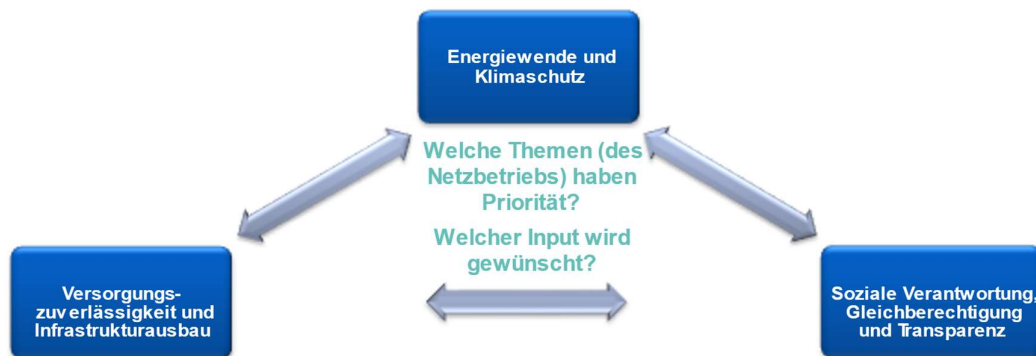 Energiewende und
Klimaschutz
Welche Themen (des
Netzbetriebs) haben
Priorität?
Welcher Input wird
gewünscht?
Versorgungs-
zuverlässigkeit und
Infrastrukturausbau
Soziale Verantwortung,
Gleichberechtigung
und Transparenz